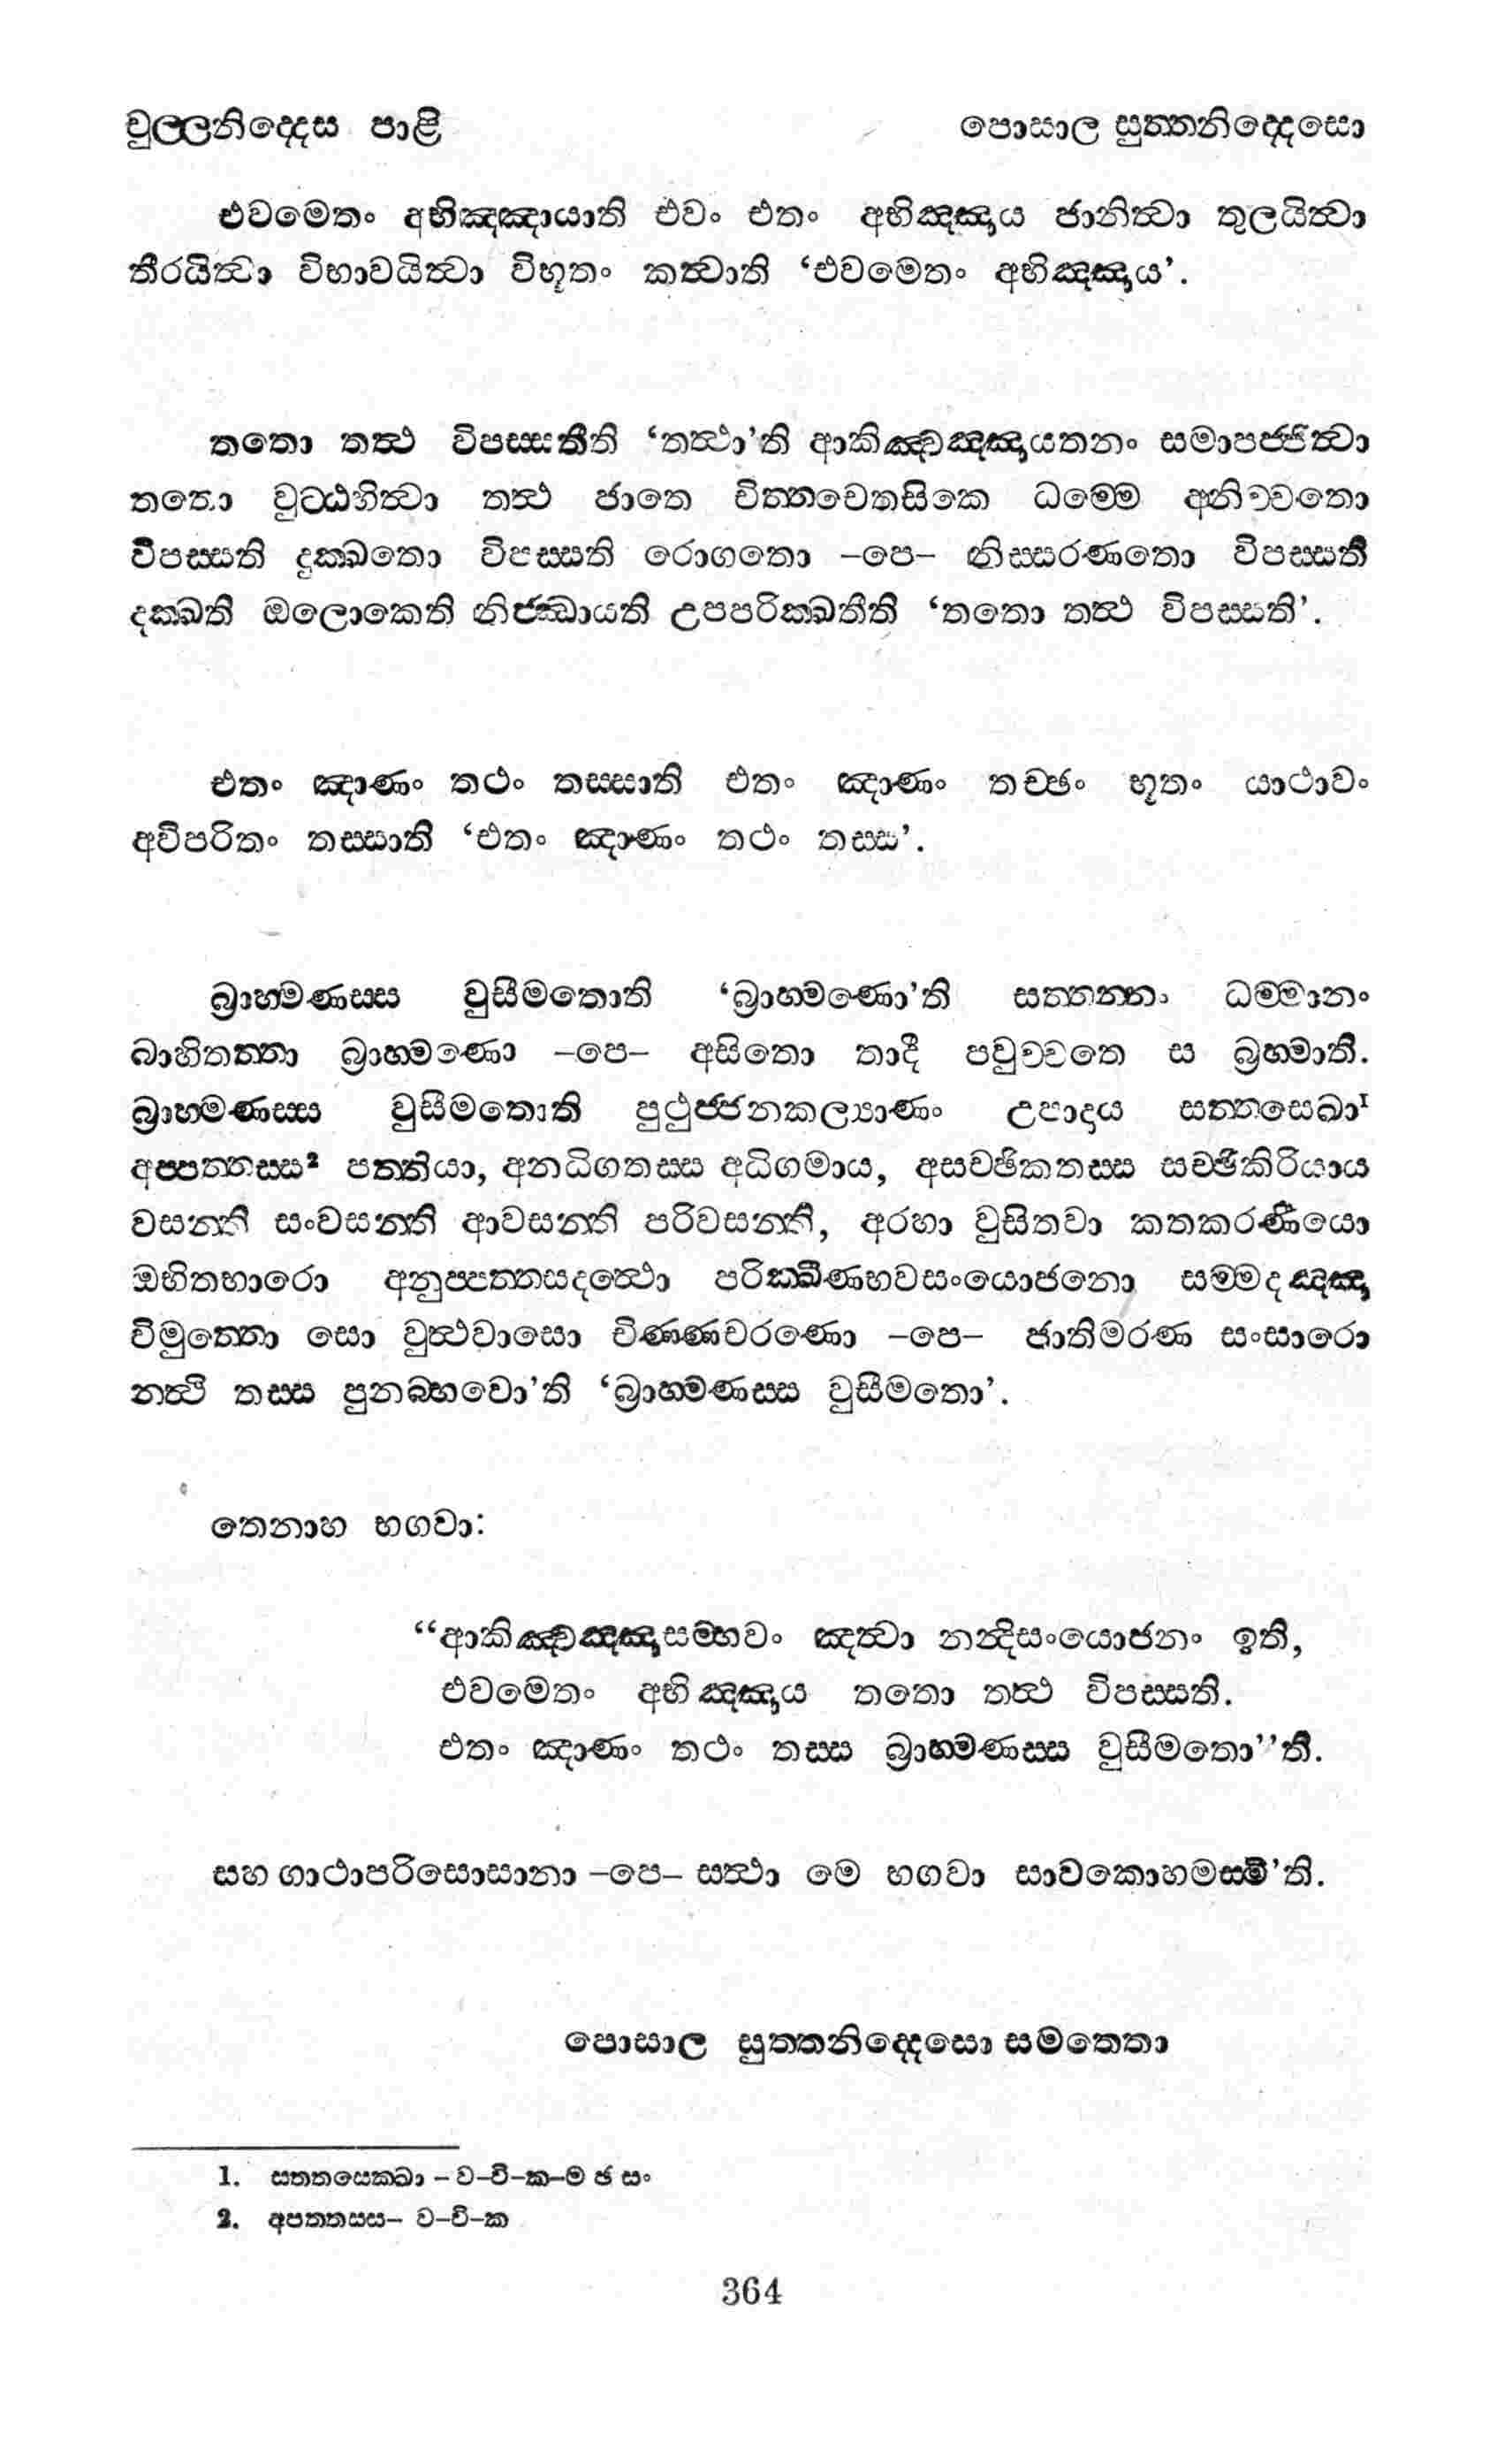 චුල්ලනිද්දෙස පාළි
පොසාල සුත්තනිද්දෙසො
එවමෙතං අභිඤ්ඤායාති එවං එතං අභිඤ්ඤාය ජානිත්වා තුලයිත්වා
තීරයිත්වා විභාවයිත්වා විභූතං කත්වාති ‘එවමෙතං අභිඤ්ඤාය’.
තතො තත්ථ විපස්සතීති ‘තත්ථා’ති ආකිඤ්චඤ්ඤායතනං සමාපජ්ජිත්වා
තතො වුට්ඨහිත්වා තත්ථ ජාතෙ චිත්තචෙතසිකෙ ධම්මෙ අනිච්චතො
විපස්සති දුක්ඛතො විපස්සති රොගතො –පෙ– නිස්සරණතො විපස්සති
දක්ඛති ඔලොකෙති නිජ්ඣායති උපපරික්ඛතීති ‘තතො තත්ථ විපස්සති’.
එතං ඤාණං තථං තස්සාති එතං ඤාණං තච්ඡං භූතං යාථාවං
අවිපරිතං තස්සාති ‘එතං ඤාණං තථං තස්ස’.
බ්‍රාහ්මණස්ස වුසීමතොති ‘බ්‍රාහ්මණො’ති සත්තන්නං ධම්මානං
බාහිතත්තා බ්‍රාහ්මණො –පෙ– අසිතො තාදී පවුච්චතෙ ස බ්‍රහ්මාති.
බ්‍රාහ්මණස්ස වුසීමතොති පුථුජ්ජනකල්‍යාණං උපාදාය සත්තසෙඛා¹
අප්පත්තස්ස² පත්තියා, අනධිගතස්ස අධිගමාය, අසච්ඡිකතස්ස සච්ඡිකිරියාය
වසන්ති සංවසන්ති ආවසන්ති පරිවසන්ති, අරහා වුසිතවා කතකරණීයො
ඔහිතභාරො අනුප්පත්තසදත්ථො පරික්ඛීණභවසංයොජනො සම්මදඤ්ඤා
විමුත්තො සො වුත්ථවාසො චිණ්ණචරණො –පෙ– ජාතිමරණ සංසාරො
නත්ථි තස්ස පුනබ්භවො’ති ‘බ්‍රාහ්මණස්ස වුසීමතො’.
තෙනාහ භගවා:
“ආකිඤ්චඤ්ඤාසම්භවං ඤත්වා නන්දිසංයොජනං ඉති,
එවමෙතං අභිඤ්ඤාය තතො තත්ථ විපස්සති.
එතං ඤාණං තථං තස්ස බ්‍රාහ්මණස්ස වුසීමතො”ති.
සහ ගාථාපරිසොසානා –පෙ– සත්ථා මෙ භගවා සාවකොහමස්මි’ති.
පොසාල සුත්තනිද්දෙසො සමත්තො
1. සත්තසෙක්ඛා – ව–වි–ක–ම ඡ සං
2. අපත්තස්ස– ව–වි–ක
364